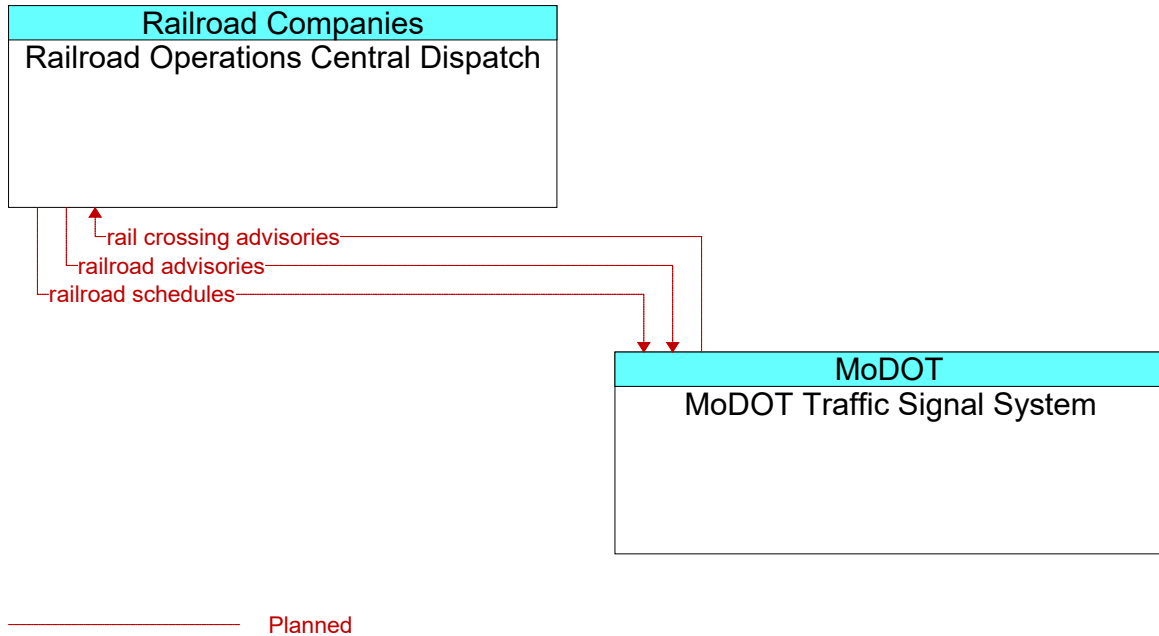 Railroad Companies
Railroad Operations Central Dispatch
rail crossing advisories
railroad advisories
railroad schedules
MoDOT
MoDOT Traffic Signal System
Planned